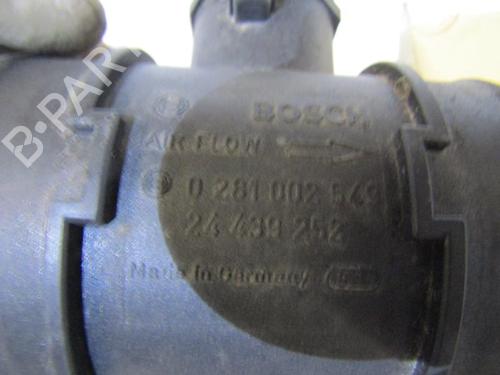 B-PARTS
BOSCH
AIR FLOW
0 281 002 549
24 439 252
Made in Germany